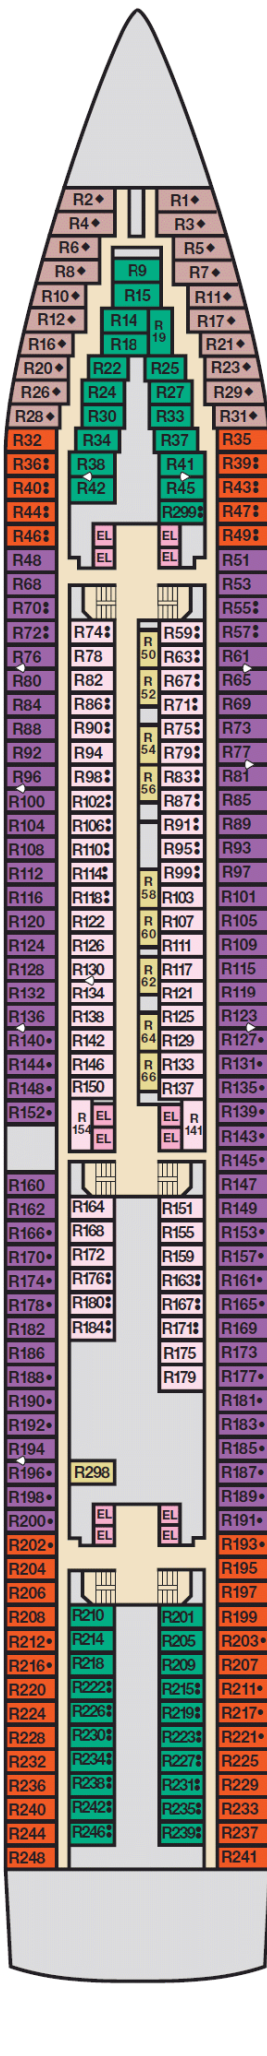 R2◆ R1◆
R4◆ R3◆
R6◆ R5◆
R8◆ R9 R7◆
R10◆ R15 R11◆
R12◆ R14 R19 R17◆
R16◆ R18 R21◆
R20◆ R22 R25 R23◆
R26◆ R24 R27 R29◆
R28◆ R30 R33 R31◆
R32 R34 R37 R35
R36 R38 R41 R39
R40 R42 R45 R43
R44 R299 R47
R46 EL EL R49
R48 EL EL R51
R68 R53
R70 R55
R72 R74 R50 R59 R57
R76 R78 R63 R61
R80 R82 R52 R67 R65
R84 R86 R71 R69
R88 R90 R54 R75 R73
R92 R94 R79 R77
R96 R98 R56 R83 R81
R100 R102 R87 R85
R104 R106 R91 R89
R108 R110 R95 R93
R112 R114 R58 R99 R97
R116 R118 R103 R101
R120 R122 R60 R107 R105
R124 R126 R111 R109
R128 R130 R62 R117 R115
R132 R134 R121 R119
R136 R138 R64 R125 R123
R140• R142 R129 R127•
R144• R146 R66 R133 R131•
R148• R150 R137 R135•
R152• R154 EL EL R141 R139•
EL EL R143•
R145•
R160 R147
R162 R164 R151 R149
R166• R168 R155 R153•
R170• R172 R159 R157•
R174• R176 R163 R161•
R178• R180 R167 R165•
R182 R184 R171 R169
R186 R175 R173
R188• R179 R177•
R190• R181•
R192• R183•
R194 R185•
R196• R298 R187•
R198• R189•
R200• EL EL R191•
R202• EL EL R193•
R204 R195
R206 R197
R208 R210 R201 R199
R212• R214 R205 R203•
R216• R218 R209 R207
R220 R222 R215 R211•
R224 R226 R219 R217•
R228 R230 R223 R221•
R232 R234 R227 R225
R236 R238 R231 R229
R240 R242 R235 R233
R244 R246 R239 R237
R248 R241